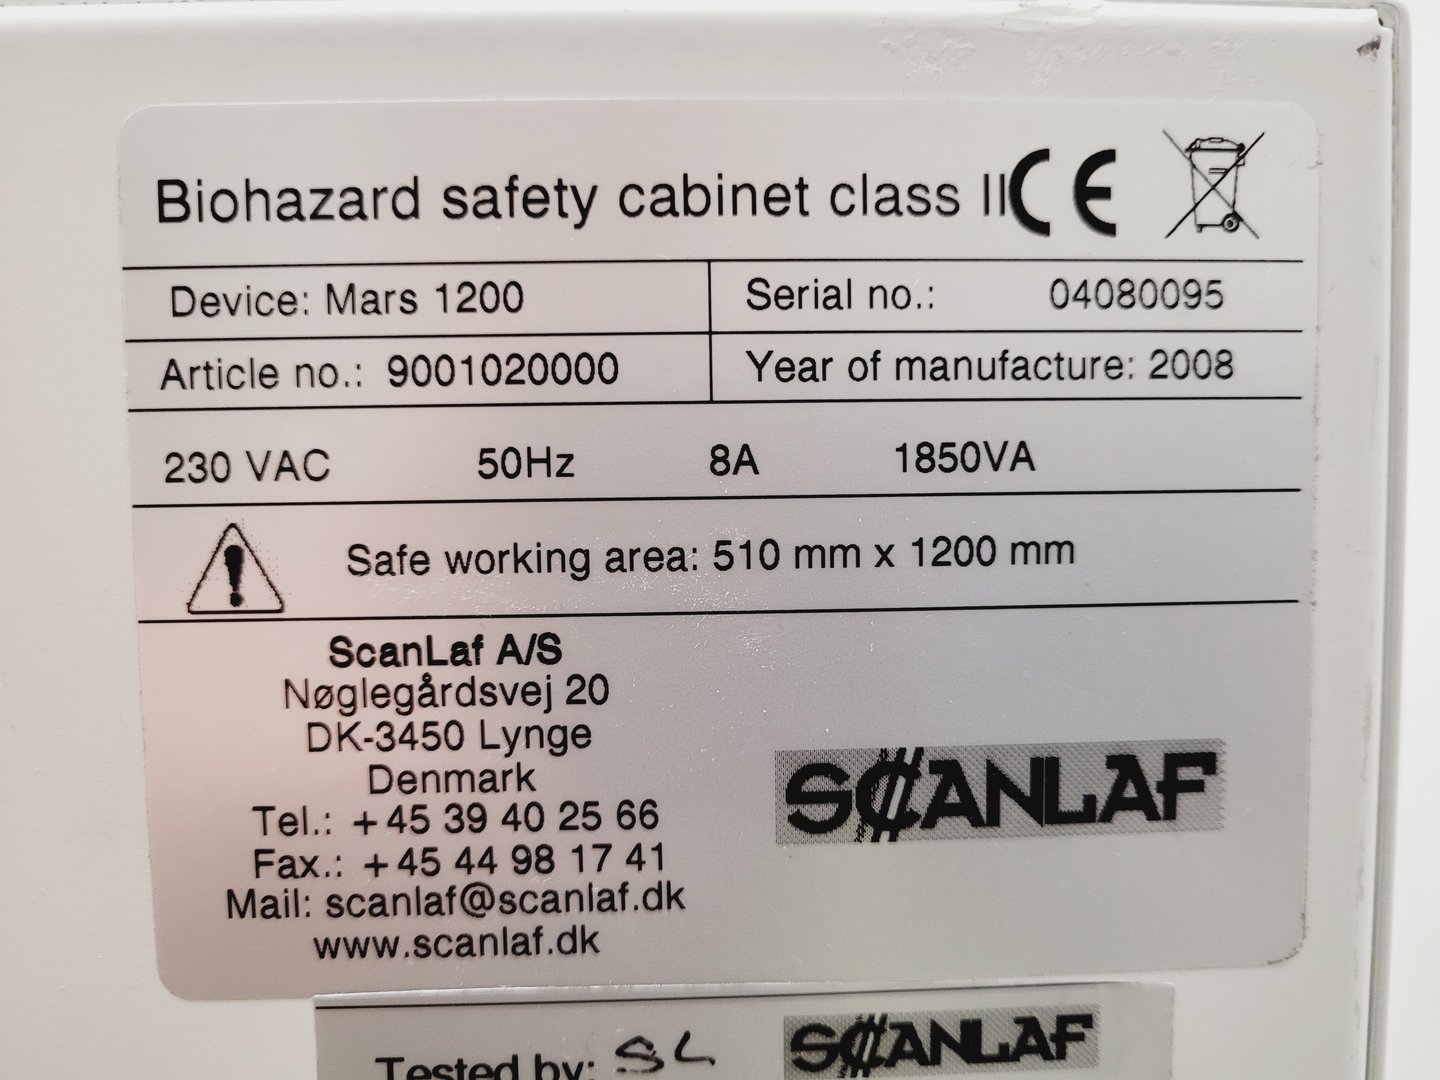 Biohazard safety cabinet class II CE
Device: Mars 1200 Serial no.: 04080095
Article no.: 9001020000 Year of manufacture: 2008
230 VAC 50Hz 8A 1850VA
Safe working area: 510 mm x 1200 mm
ScanLaf A/S
Nøglegårdsvej 20
DK-3450 Lynge
Denmark
Tel.: +45 39 40 25 66
Fax.: +45 44 98 17 41
Mail: scanlaf@scanlaf.dk
www.scanlaf.dk
SCANLAF
Tested by: SL SCANLAF